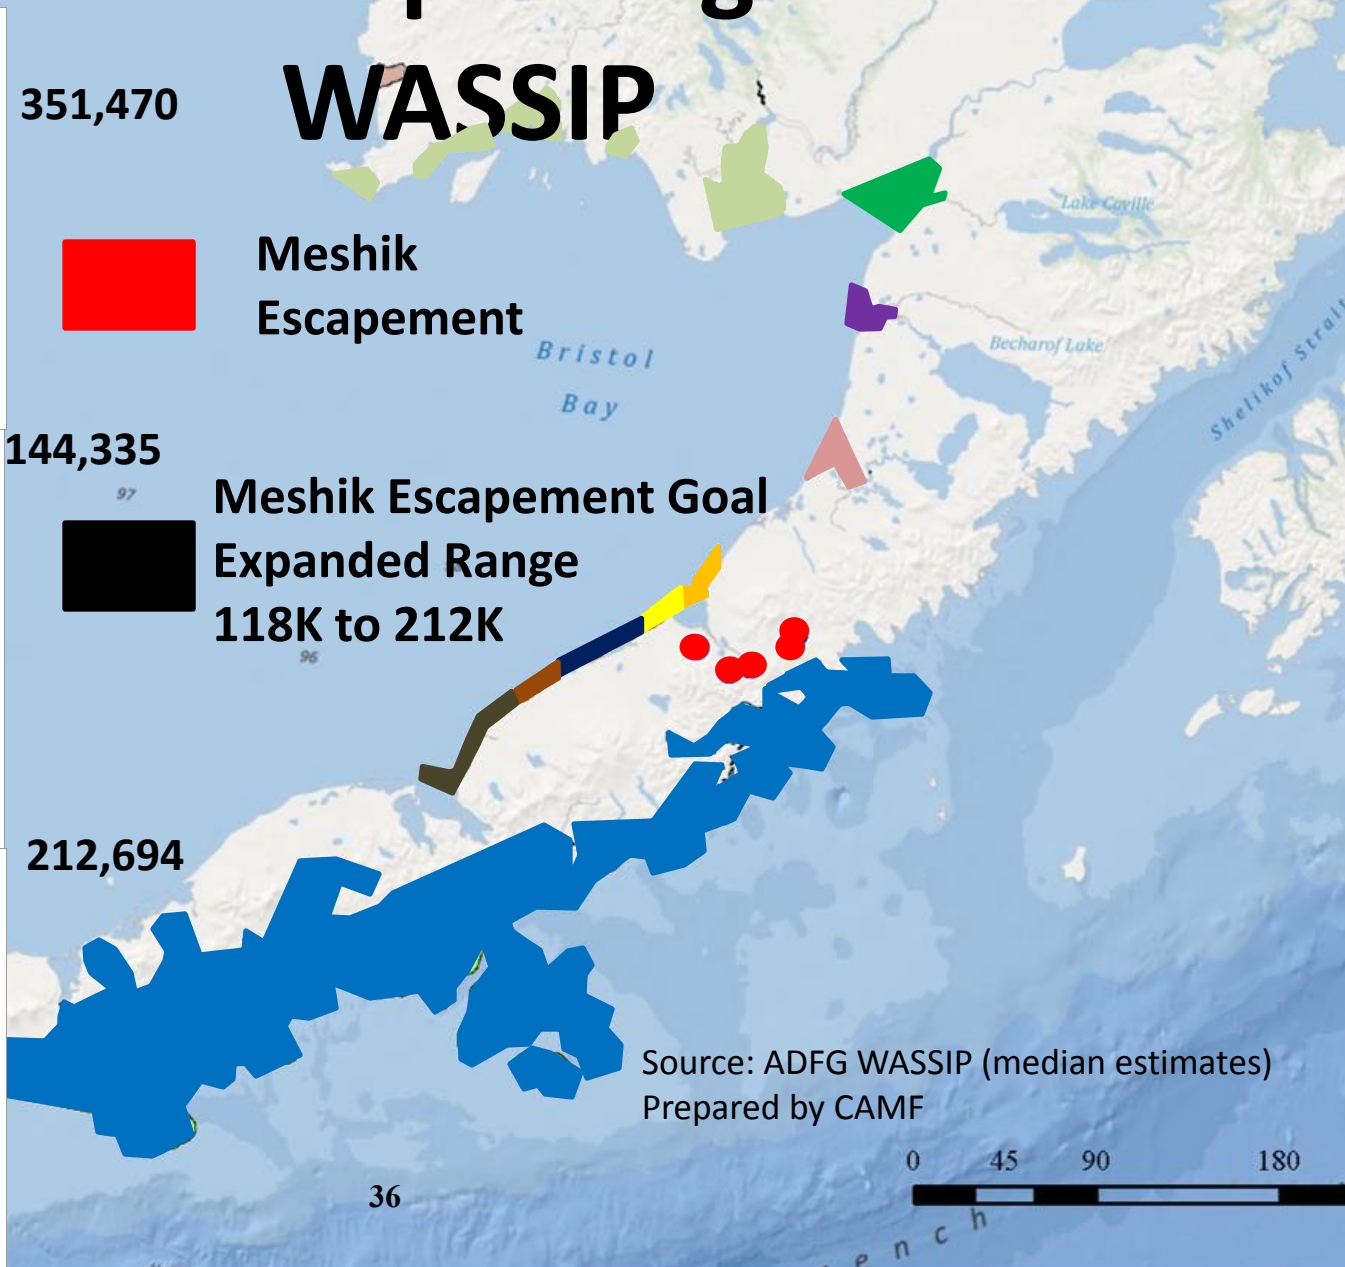 WASSIP
351,470
Meshik
Escapement
144,335
Meshik Escapement Goal
Expanded Range
118K to 212K
212,694
97
96
Bristol
Bay
Lake Coville
Becharof Lake
Shelikof Strait
Source: ADFG WASSIP (median estimates)
Prepared by CAMF
0 45 90 180
36
e n c h